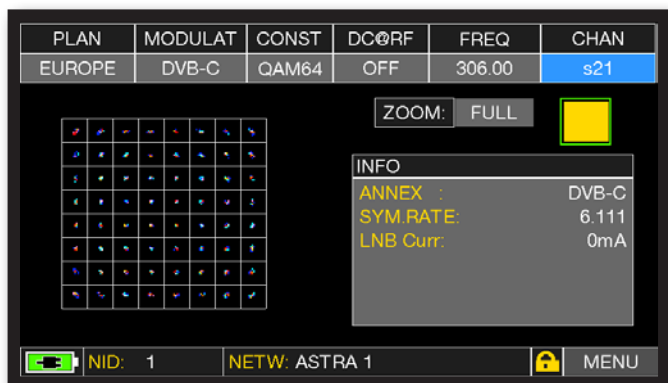 PLAN MODULAT CONST DC@RF FREQ CHAN
EUROPE DVB-C QAM64 OFF 306.00 s21
ZOOM: FULL
INFO
ANNEX : DVB-C
SYM.RATE: 6.111
LNB Curr: 0mA
NID: 1 NETW: ASTRA 1 MENU